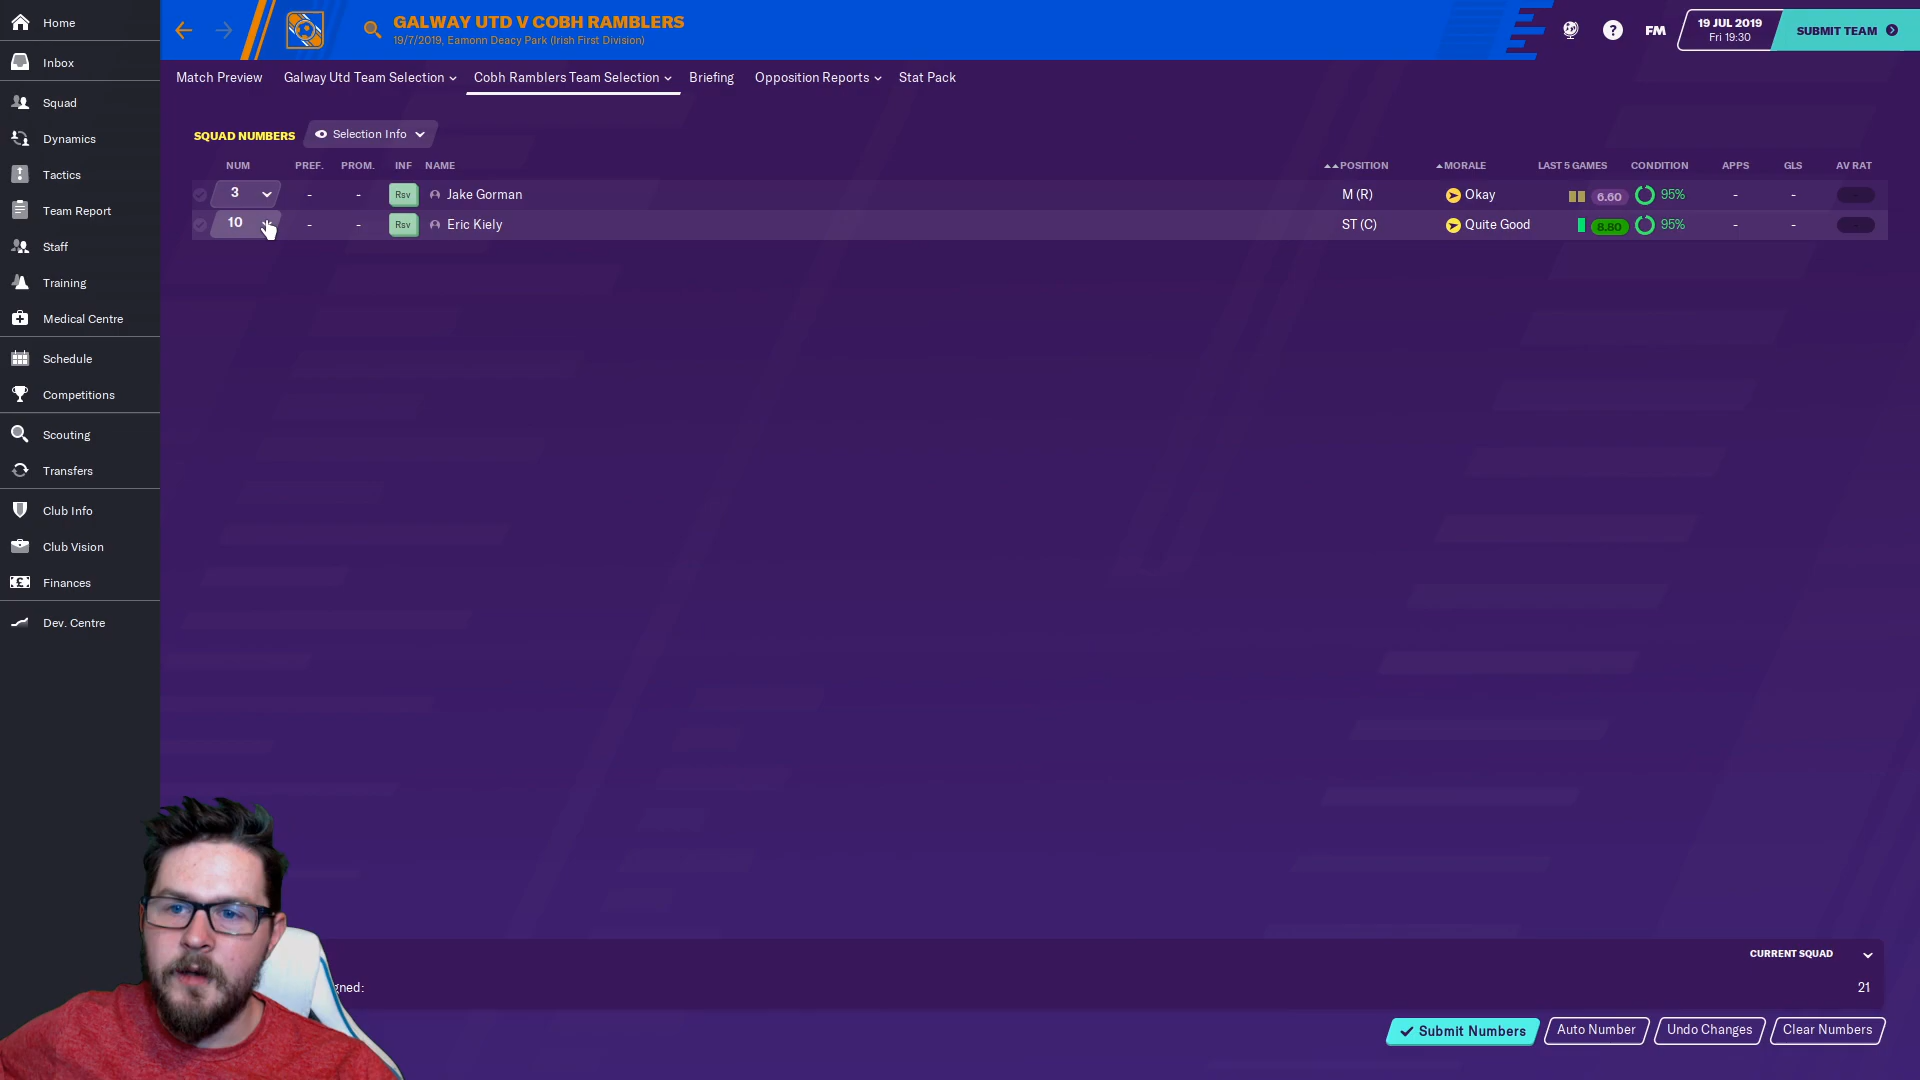 Home
Inbox
Squad
Dynamics
Tactics
Team Report
Staff
Training
Medical Centre
Schedule
Competitions
Scouting
Transfers
Club Info
Club Vision
Finances
Dev. Centre
GALWAY UTD V COBH RAMBLERS
19/7/2019, Eamonn Deacy Park (Irish First Division)
? FM 19 JUL 2019 SUBMIT TEAM
Fri 19:30
Match Preview Galway Utd Team Selection Cobh Ramblers Team Selection Briefing Opposition Reports Stat Pack
SQUAD NUMBERS Selection Info
NUM PREF. PROM. INF NAME POSITION MORALE LAST 5 GAMES CONDITION APPS GLS AV RAT
3 - - Rsv Jake Gorman M (R) Okay 6.60 95% - - -
10 - - Rsv Eric Kiely ST (C) Quite Good 8.80 95% - - -
CURRENT SQUAD
gned: 21
Submit Numbers Auto Number Undo Changes Clear Numbers